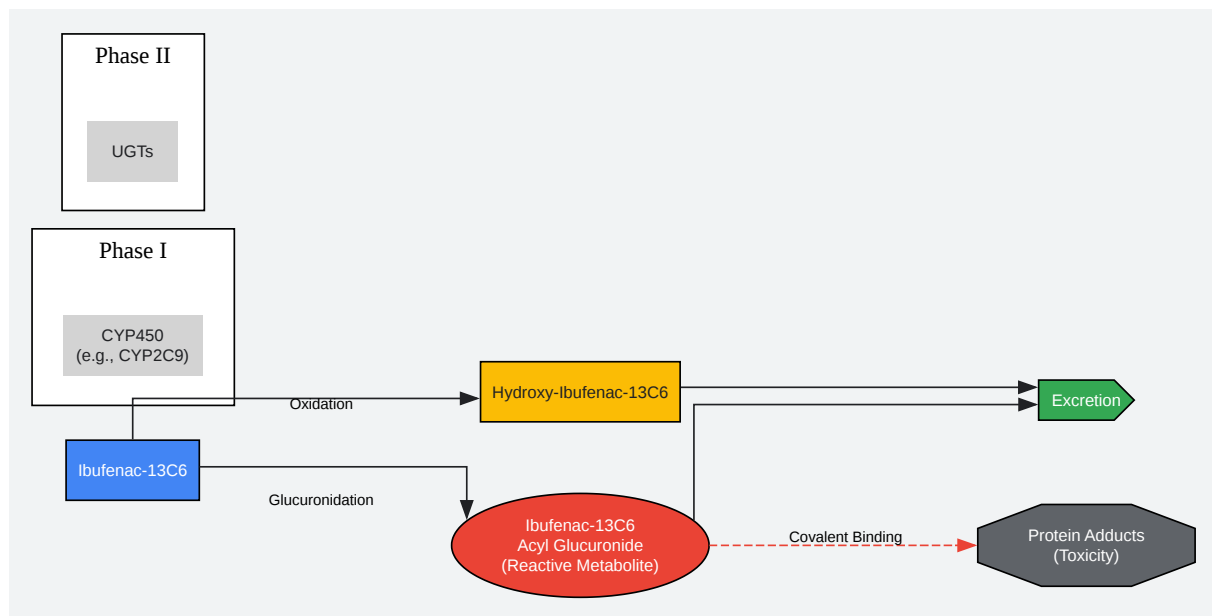 Phase II
UGTs
Phase I
CYP450
(e.g., CYP2C9)
Oxidation
Hydroxy-Ibufenac-13C6
Excretion
Ibufenac-13C6
Glucuronidation
Ibufenac-13C6
Acyl Glucuronide
(Reactive Metabolite)
Covalent Binding
Protein Adducts
(Toxicity)